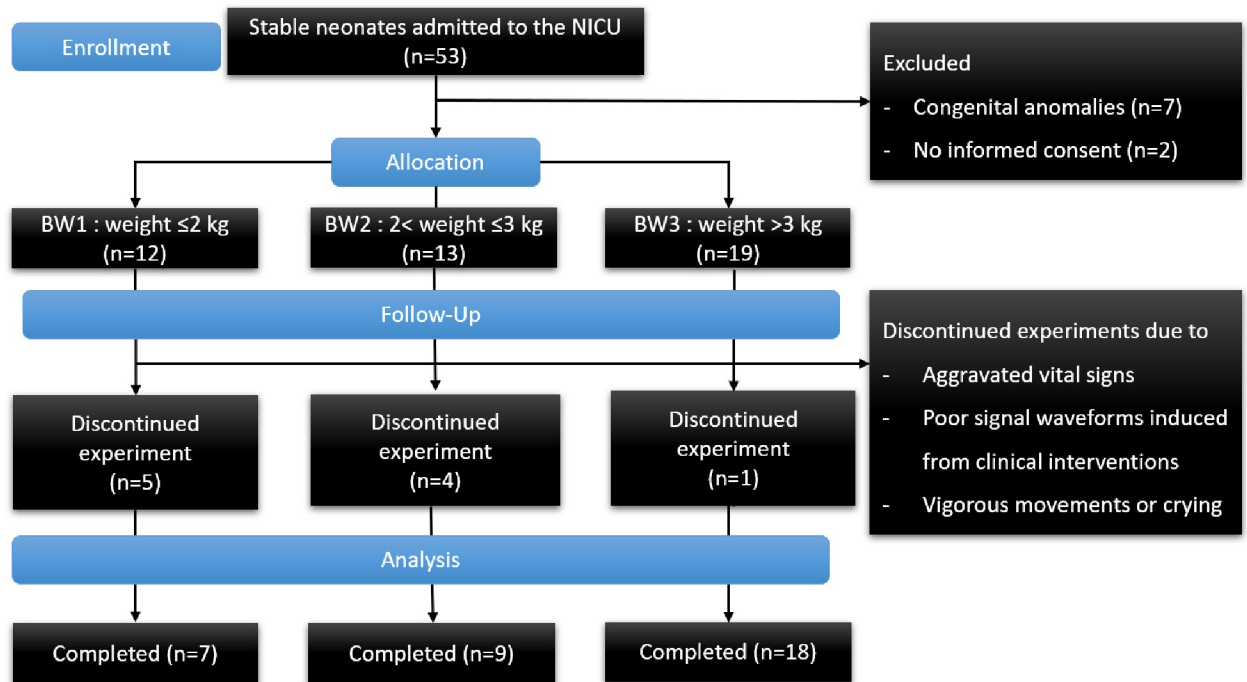 Enrollment
Stable neonates admitted to the NICU
(n=53)
Excluded
- Congenital anomalies (n=7)
- No informed consent (n=2)
Allocation
BW1 : weight ≤2 kg
(n=12)
BW2 : 2< weight ≤3 kg
(n=13)
BW3 : weight >3 kg
(n=19)
Follow-Up
Discontinued experiments due to
- Aggravated vital signs
- Poor signal waveforms induced
from clinical interventions
- Vigorous movements or crying
Discontinued
experiment
(n=5)
Discontinued
experiment
(n=4)
Discontinued
experiment
(n=1)
Analysis
Completed (n=7)
Completed (n=9)
Completed (n=18)